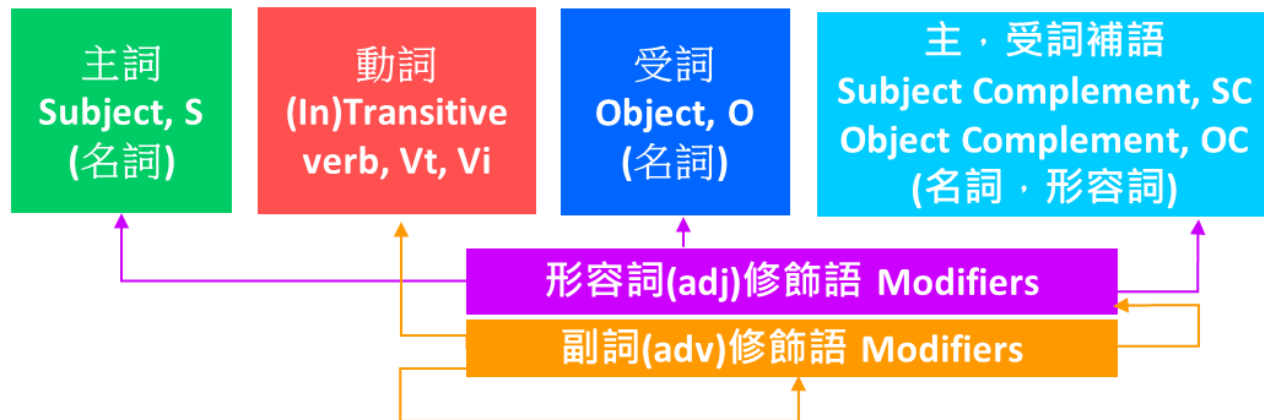 主詞
Subject, S
(名詞)
動詞
(In)Transitive
verb, Vt, Vi
受詞
Object, O
(名詞)
主，受詞補語
Subject Complement, SC
Object Complement, OC
(名詞，形容詞)
形容詞(adj)修飾語 Modifiers
副詞(adv)修飾語 Modifiers